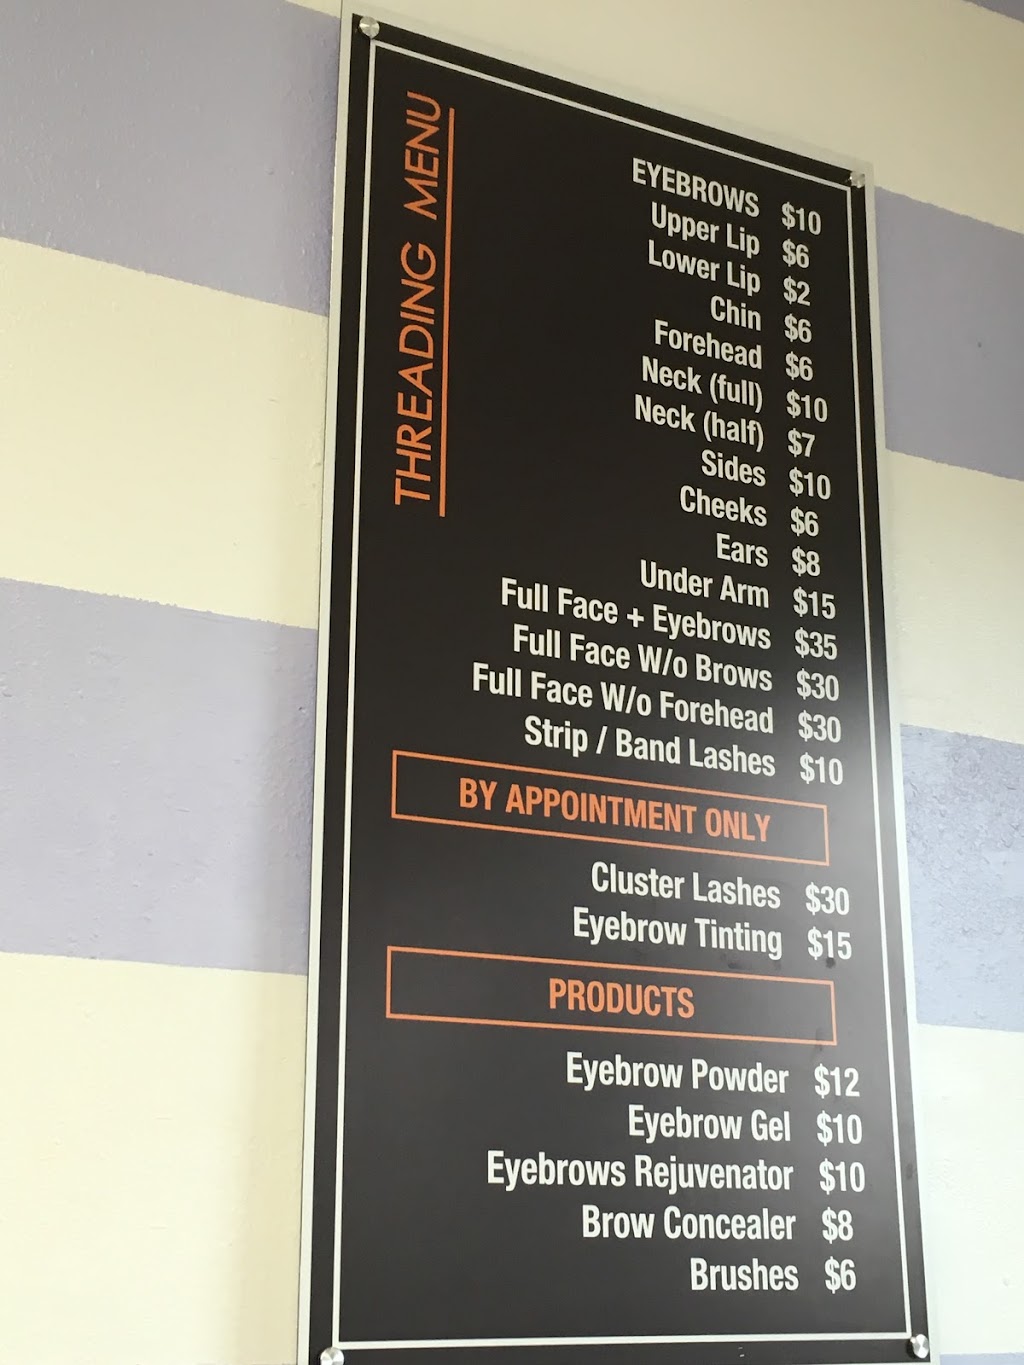 THREADING MENU
EYEBROWS $10
Upper Lip $6
Lower Lip $2
Chin $6
Forehead $6
Neck (full) $10
Neck (half) $7
Sides $10
Cheeks $6
Ears $8
Under Arm $15
Full Face + Eyebrows $35
Full Face W/o Brows $30
Full Face W/o Forehead $30
Strip / Band Lashes $10
BY APPOINTMENT ONLY
Cluster Lashes $30
Eyebrow Tinting $15
PRODUCTS
Eyebrow Powder $12
Eyebrow Gel $10
Eyebrows Rejuvenator $10
Brow Concealer $8
Brushes $6